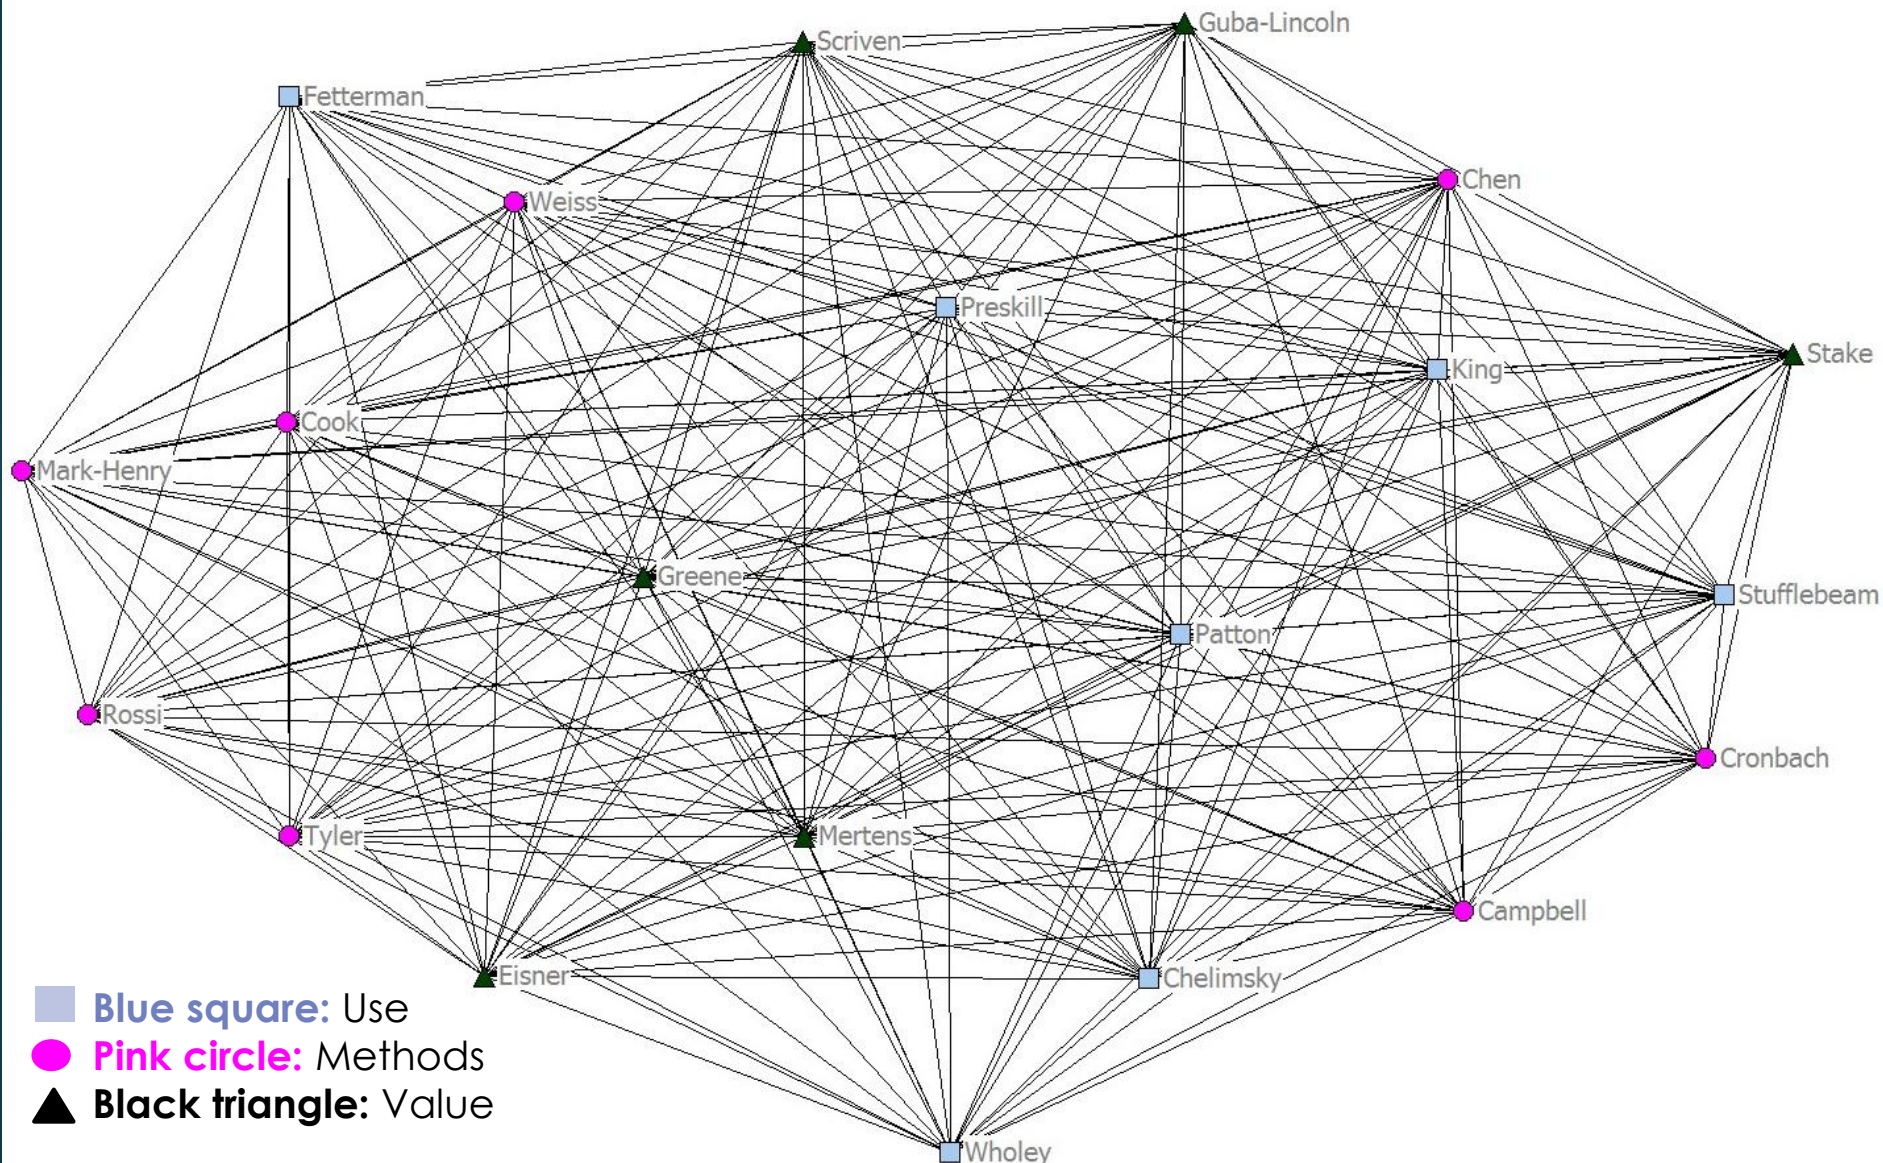 Guba-Lincoln
Scriven
Fetterman
Chen
Weiss
Preskill
Stake
King
Cook
Mark-Henry
Greene
Stufflebeam
Patton
Rossi
Cronbach
Tyler
Mertens
Campbell
Eisner
Chelimsky
Blue square: Use
Pink circle: Methods
Black triangle: Value
Wholey